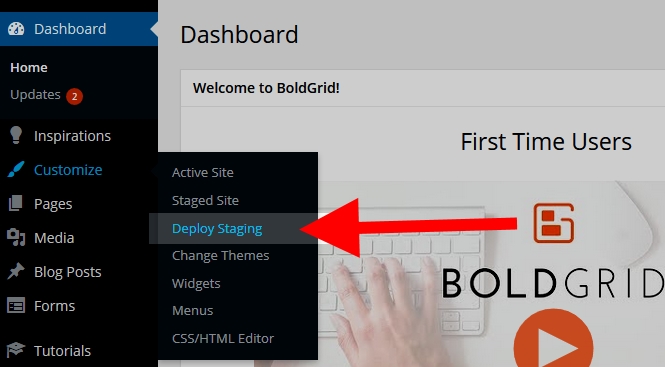 Dashboard
Home
Updates 2
Inspirations
Customize
Pages
Media
Blog Posts
Forms
Tutorials
Active Site
Staged Site
Deploy Staging
Change Themes
Widgets
Menus
CSS/HTML Editor
Dashboard
Welcome to BoldGrid!
First Time Users
BOLDGRID